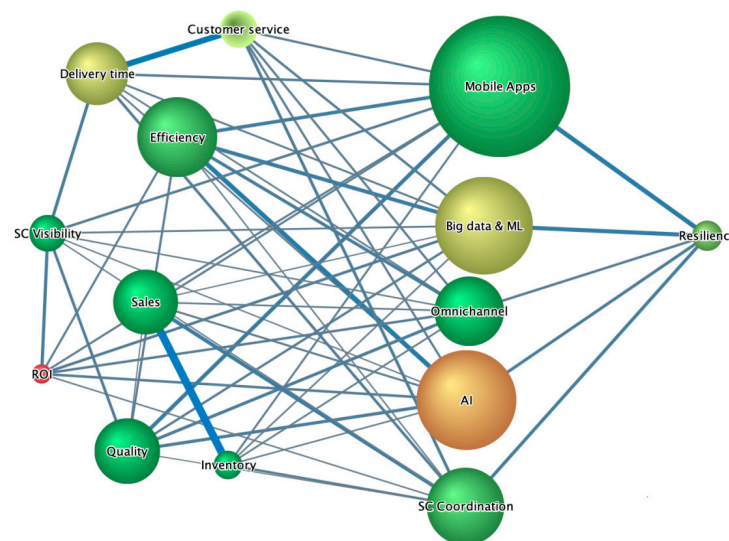 Customer service
Delivery time
Mobile Apps
Efficiency
Big data & ML
SC Visibility
Resilienc
Sales
Omnichannel
ROI
AI
Quality
Inventory
SC Coordination